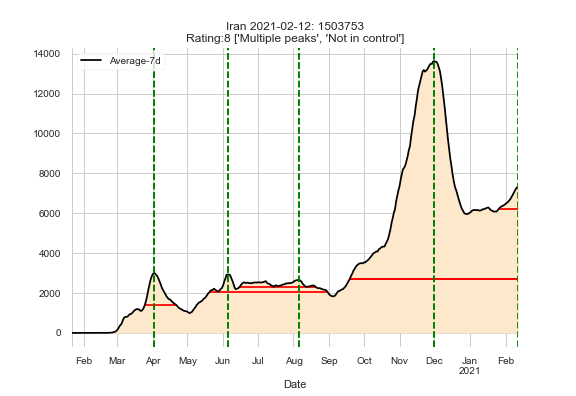 Iran 2021-02-12: 1503753
Rating:8 ['Multiple peaks', 'Not in control']
Average-7d
14000
12000
10000
8000
6000
4000
2000
0
Feb Mar Apr May Jun Jul Aug Sep Oct Nov Dec Jan Feb
2021
Date